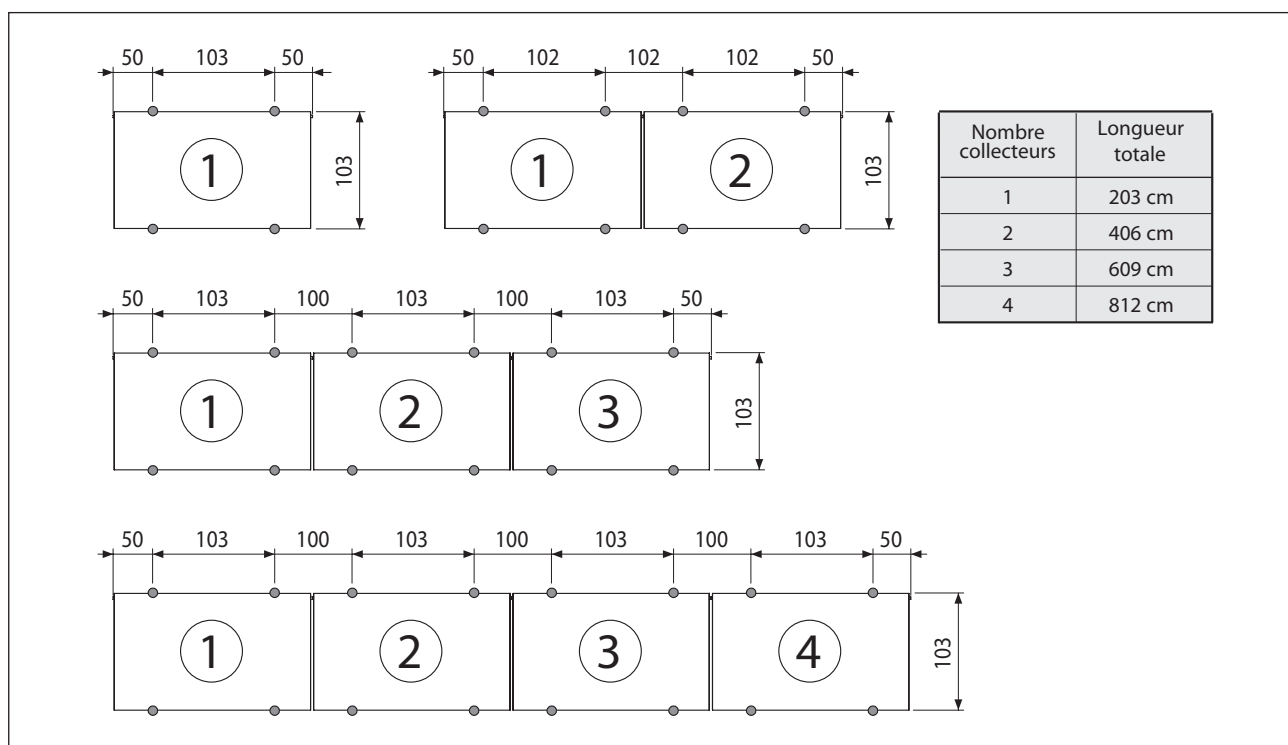 50 103 50
1
103
50 102 102 102 50
1 2
103
Nombre collecteurs Longueur totale
1 203 cm
2 406 cm
3 609 cm
4 812 cm
50 103 100 103 100 103 50
1 2 3
103
50 103 100 103 100 103 100 103 50
1 2 3 4
103